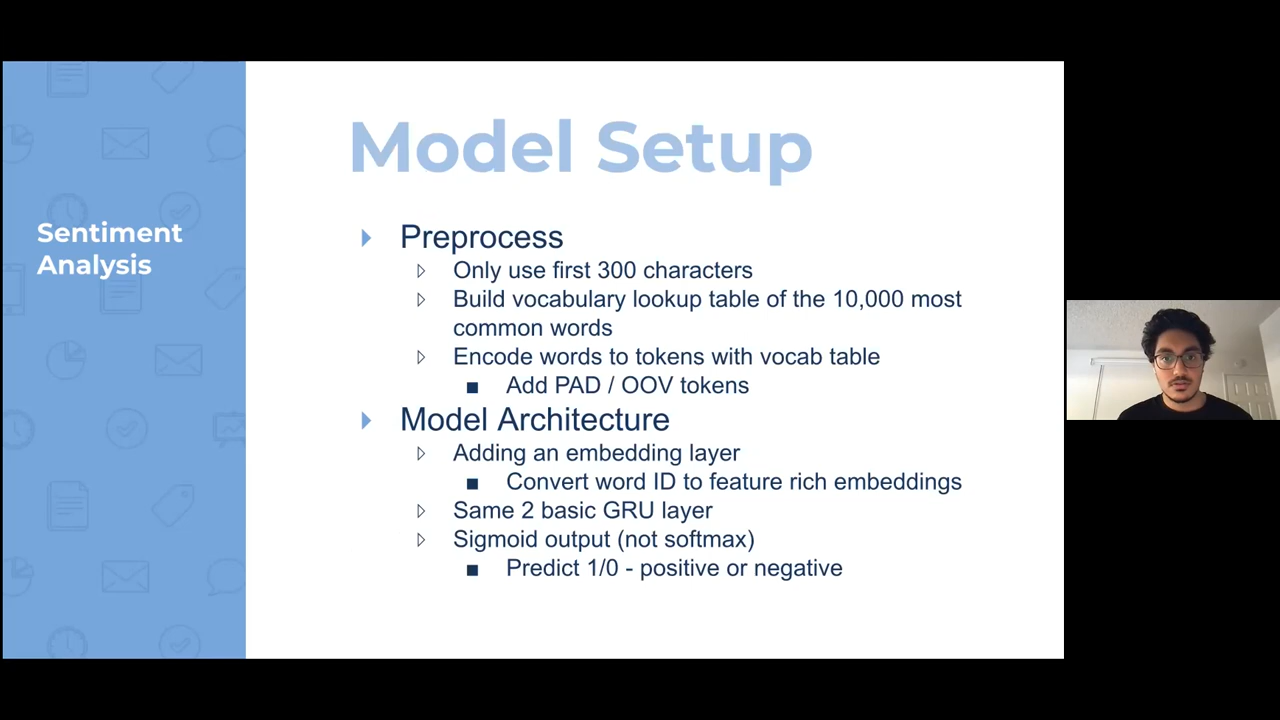 Sentiment
Analysis
Model Setup
Preprocess
Only use first 300 characters
Build vocabulary lookup table of the 10,000 most
common words
Encode words to tokens with vocab table
Add PAD / OOV tokens
Model Architecture
Adding an embedding layer
Convert word ID to feature rich embeddings
Same 2 basic GRU layer
Sigmoid output (not softmax)
Predict 1/0 - positive or negative